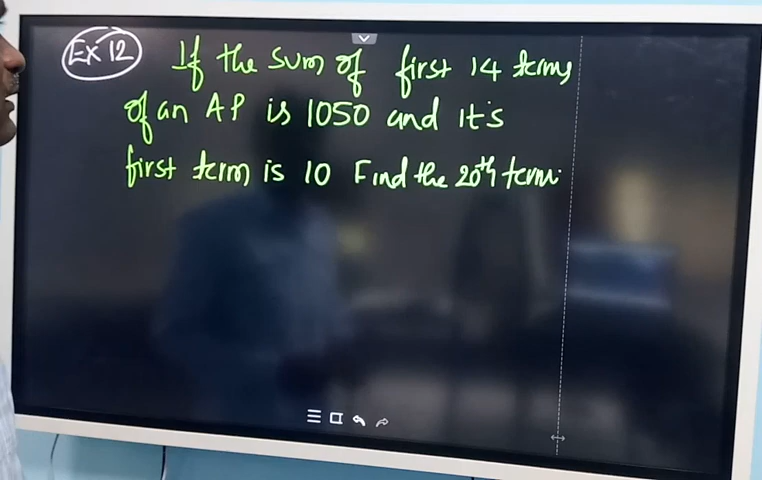 Ex 12 If the sum of first 14 terms
of an AP is 1050 and it's
first term is 10 Find the 20th term.